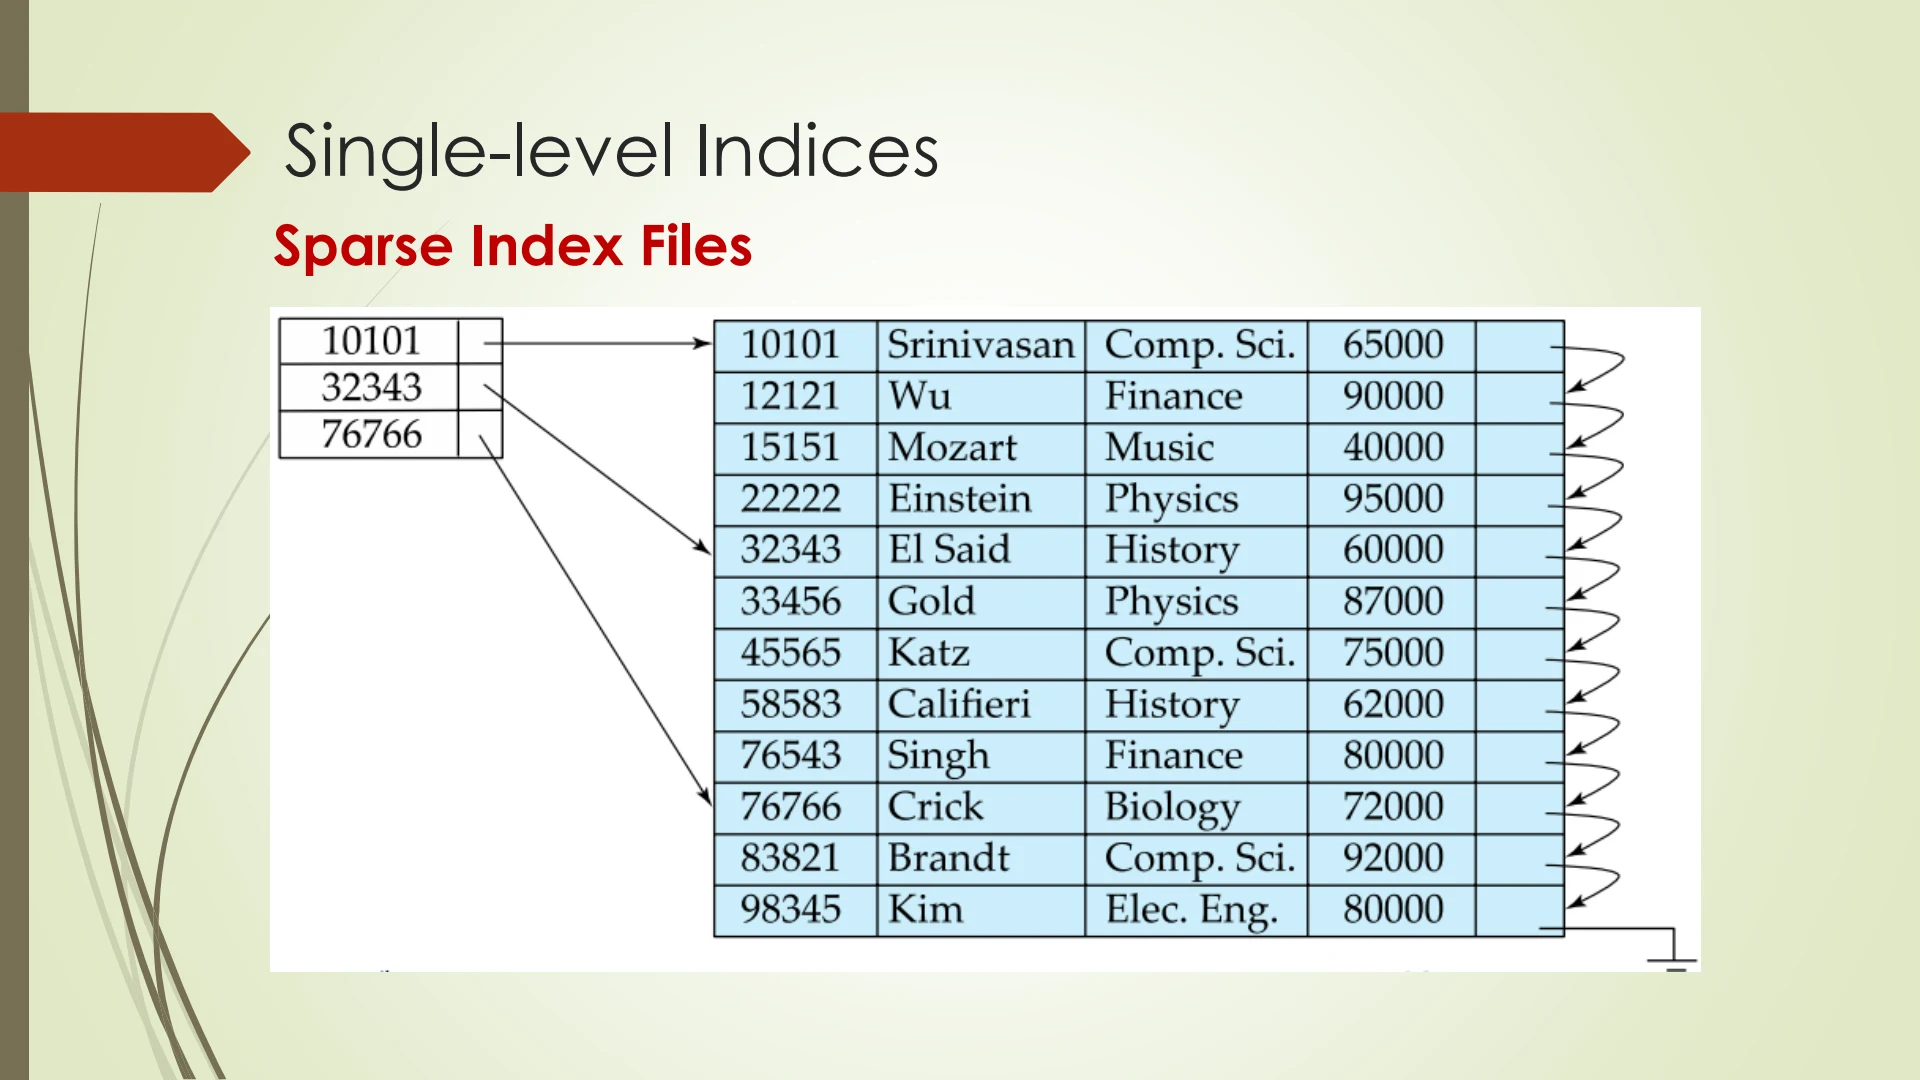 Single-level Indices
Sparse Index Files
10101
32343
76766
10101 Srinivasan Comp. Sci. 65000
12121 Wu Finance 90000
15151 Mozart Music 40000
22222 Einstein Physics 95000
32343 El Said History 60000
33456 Gold Physics 87000
45565 Katz Comp. Sci. 75000
58583 Califieri History 62000
76543 Singh Finance 80000
76766 Crick Biology 72000
83821 Brandt Comp. Sci. 92000
98345 Kim Elec. Eng. 80000